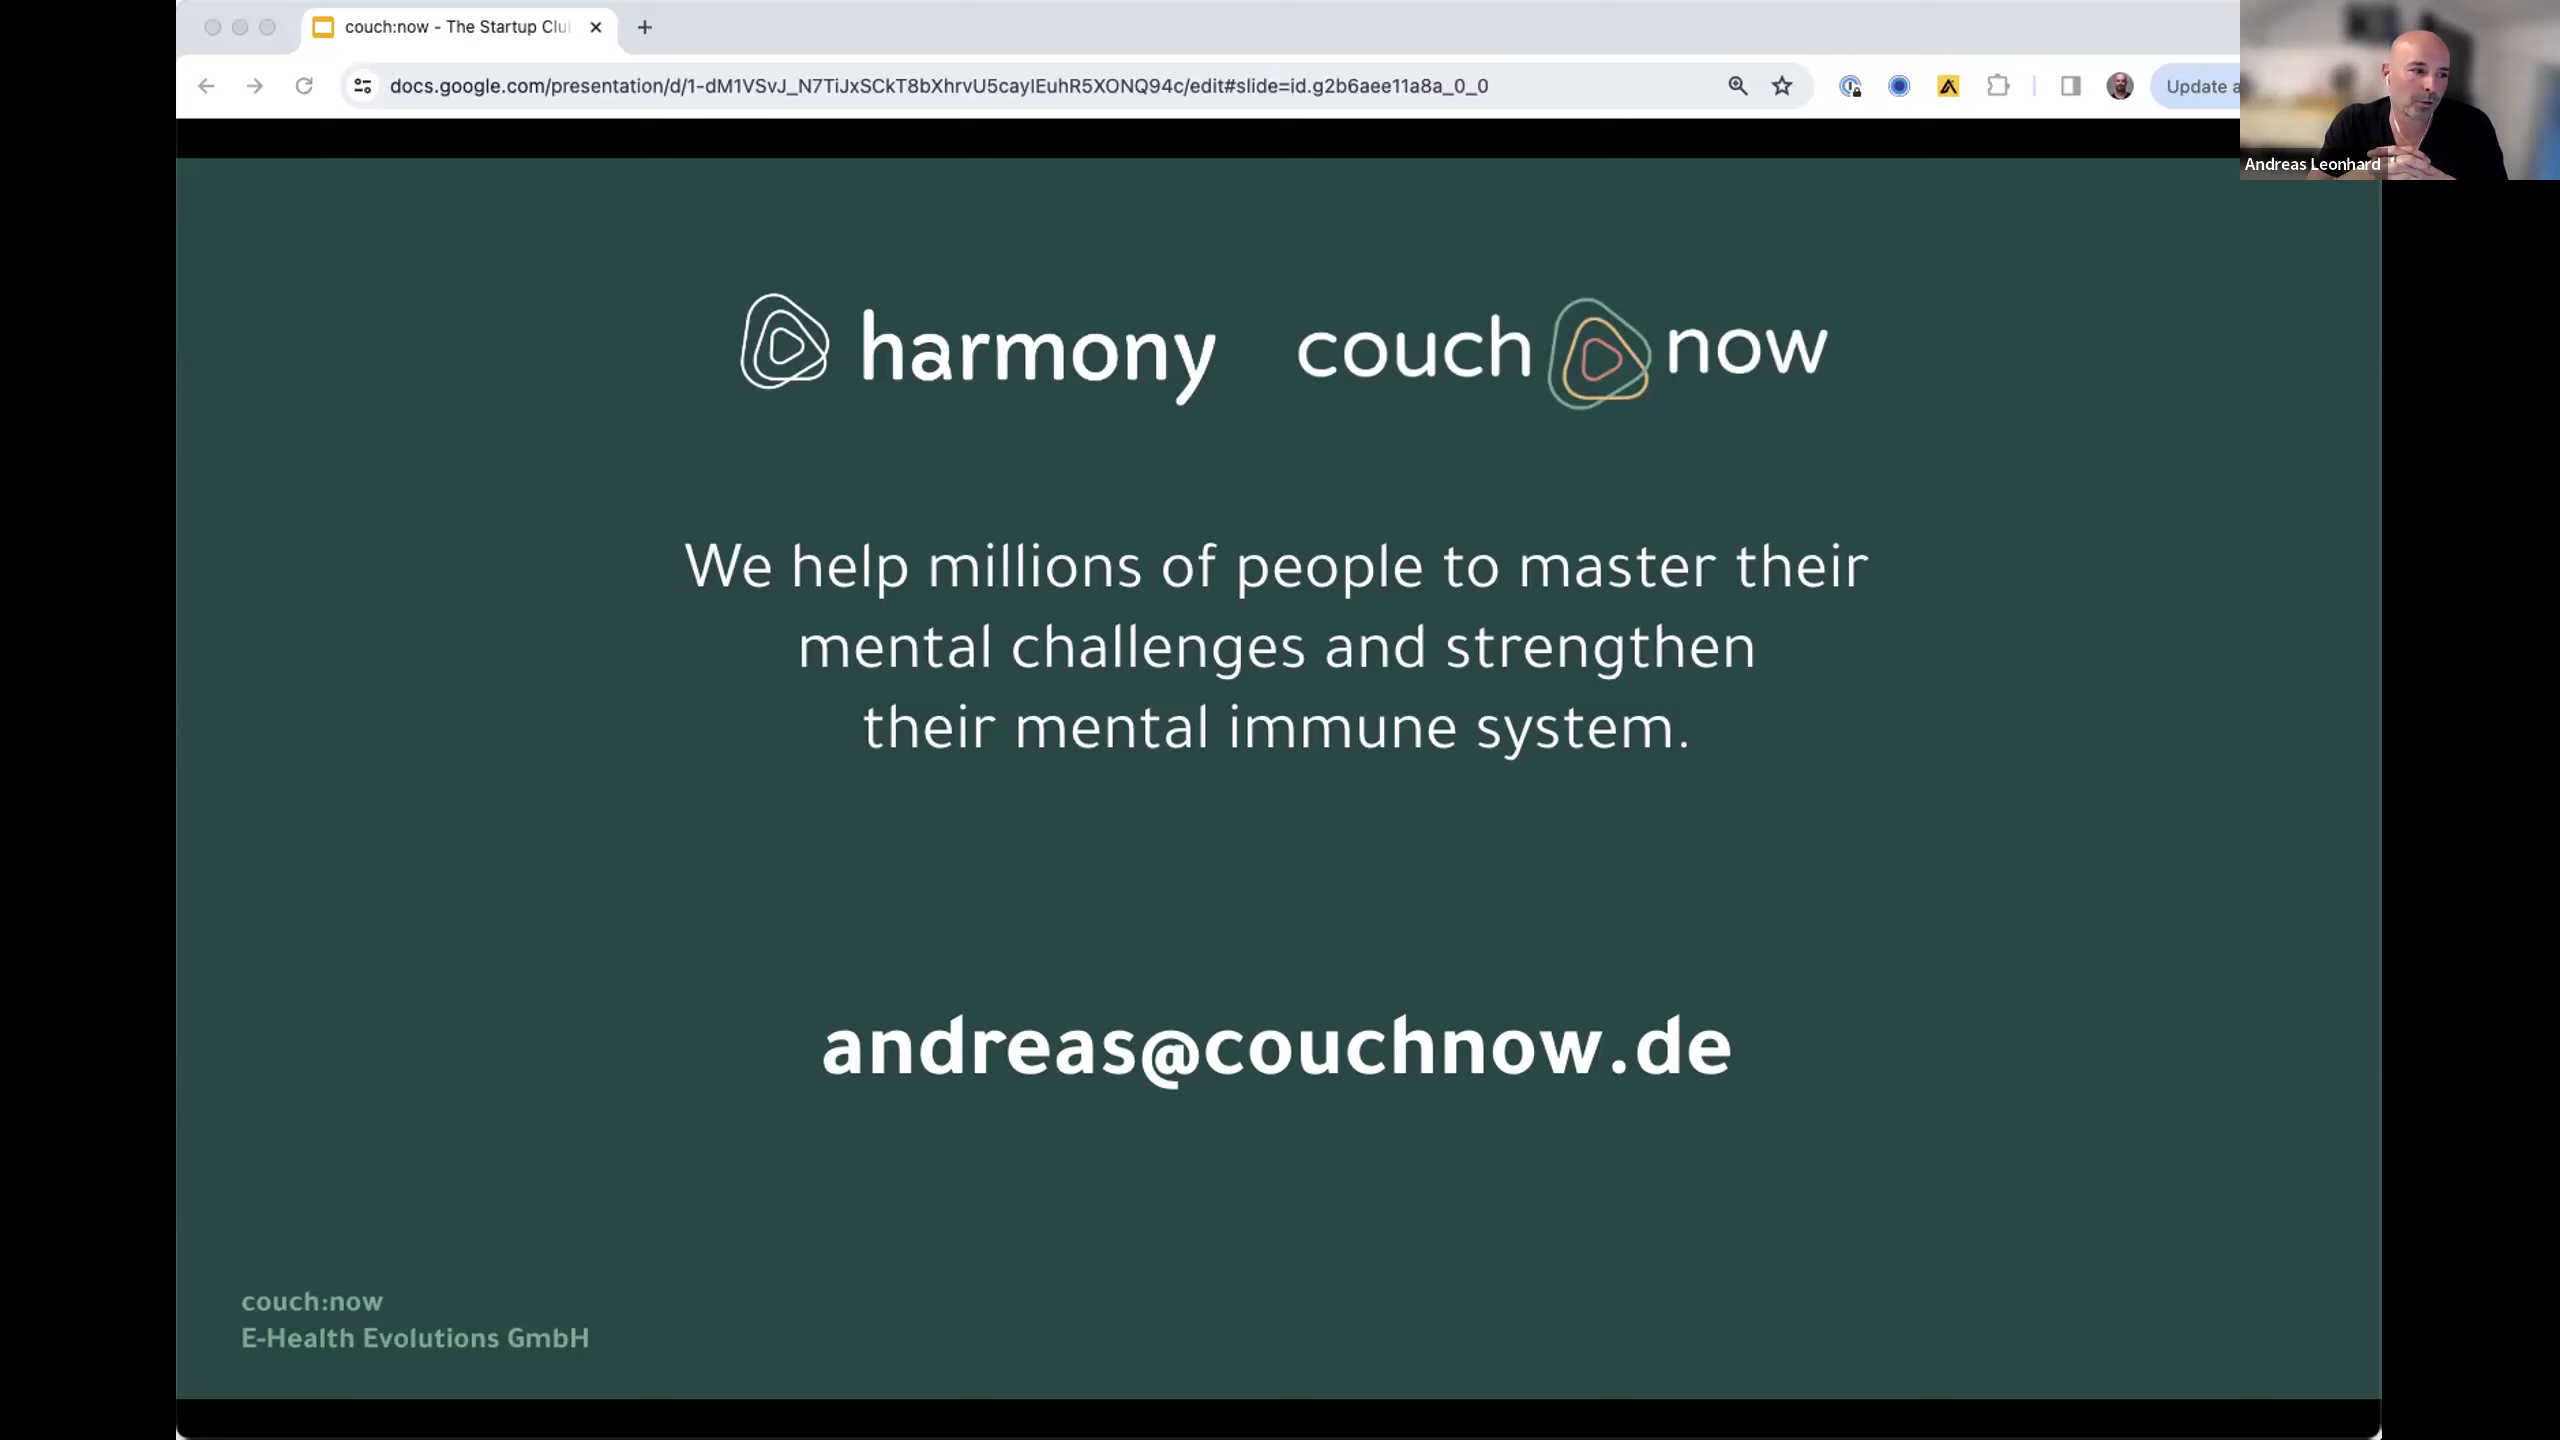 couch:now - The Startup Clu
docs.google.com/presentation/d/1-dM1VSvJ_N7TiJxSCkT8bXhrvU5cayIEuhR5XONQ94c/edit#slide=id.g2b6aee11a8a_0_0
Update a
Andreas Leonhard
harmony
couch now
We help millions of people to master their
mental challenges and strengthen
their mental immune system.
andreas@couchnow.de
couch:now
E-Health Evolutions GmbH